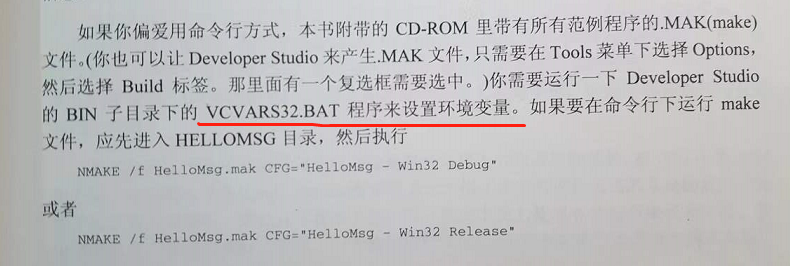 如果你偏爱用命令行方式，本书附带的 CD-ROM 里带有所有范例程序的.MAK(make)
文件。(你也可以让 Developer Studio 来产生.MAK 文件，只需要在 Tools 菜单下选择 Options，
然后选择 Build 标签。那里面有一个复选框需要选中。)你需要运行一下 Developer Studio
的 BIN 子目录下的 VCVARS32.BAT 程序来设置环境变量。如果要在命令行下运行 make
文件，应先进入 HELLOMSG 目录，然后执行
NMAKE /f HelloMsg.mak CFG="HelloMsg - Win32 Debug"
或者
NMAKE /f HelloMsg.mak CFG="HelloMsg - Win32 Release"